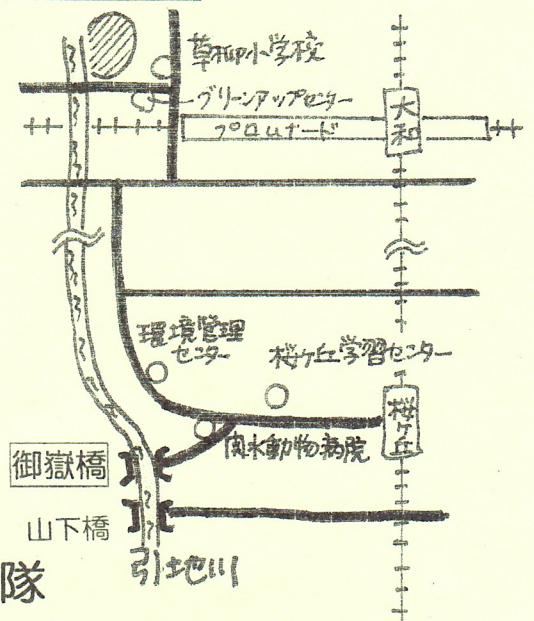 草柳小学校
グリーンアップセンター
プロムナード
大和
環境管理
センター
桜ヶ丘学習センター
桜ヶ丘
関水動物病院
御嶽橋
山下橋
引地川
隊